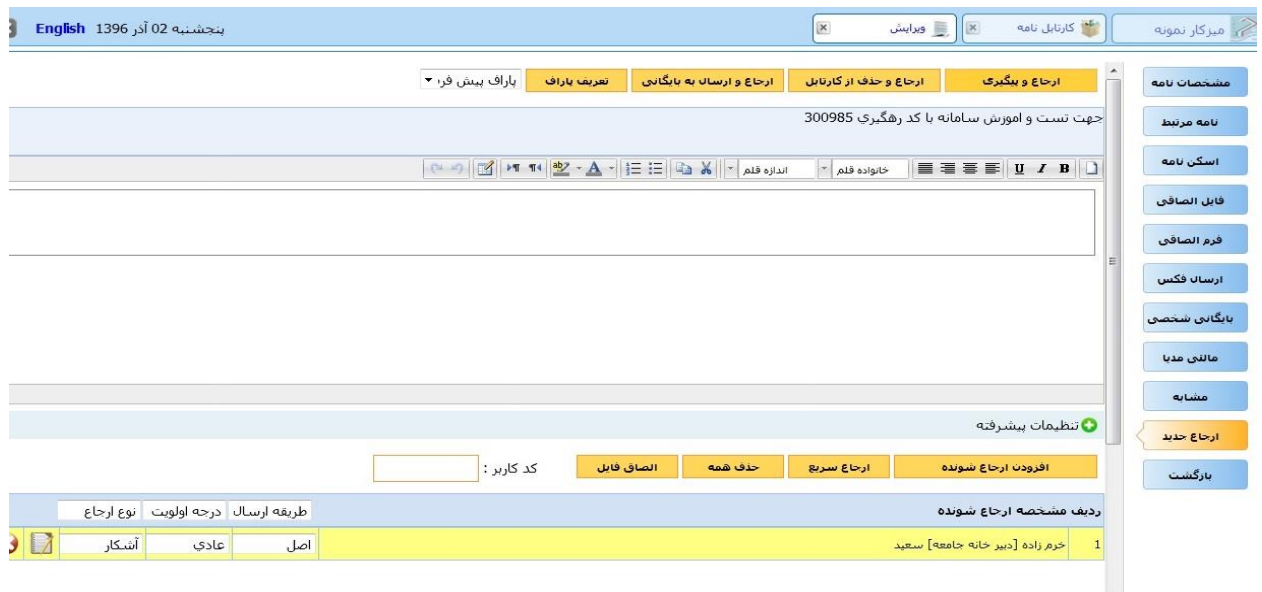 میزکار نمونه
کارتابل نامه
ویرایش
پنجشنبه 02 آذر 1396 English
ارجاع و پیگیری
ارجاع و حذف از کارتابل
ارجاع و ارسال به بایگانی
تعریف پاراف
پاراف پیش فر،
جهت تست و اموزش سامانه با کد رهگيري 300985
B I U
خانواده قلم
اندازه قلم
مشخصات نامه
نامه مرتبط
اسکن نامه
فایل الصاقی
فرم الصاقی
ارسال فکس
بایگانی شخصی
مالتی مدیا
مشابه
ارجاع جدید
بازگشت
تنظیمات پیشرفته
افزودن ارجاع شونده
ارجاع سریع
حذف همه
الصاق فایل
کد کاربر :
ردیف مشخصه ارجاع شونده
طریقه ارسال
درجه اولویت
نوع ارجاع
1 خرم زاده [دبیر خانه جامعه] سعید
اصل
عادي
آشکار